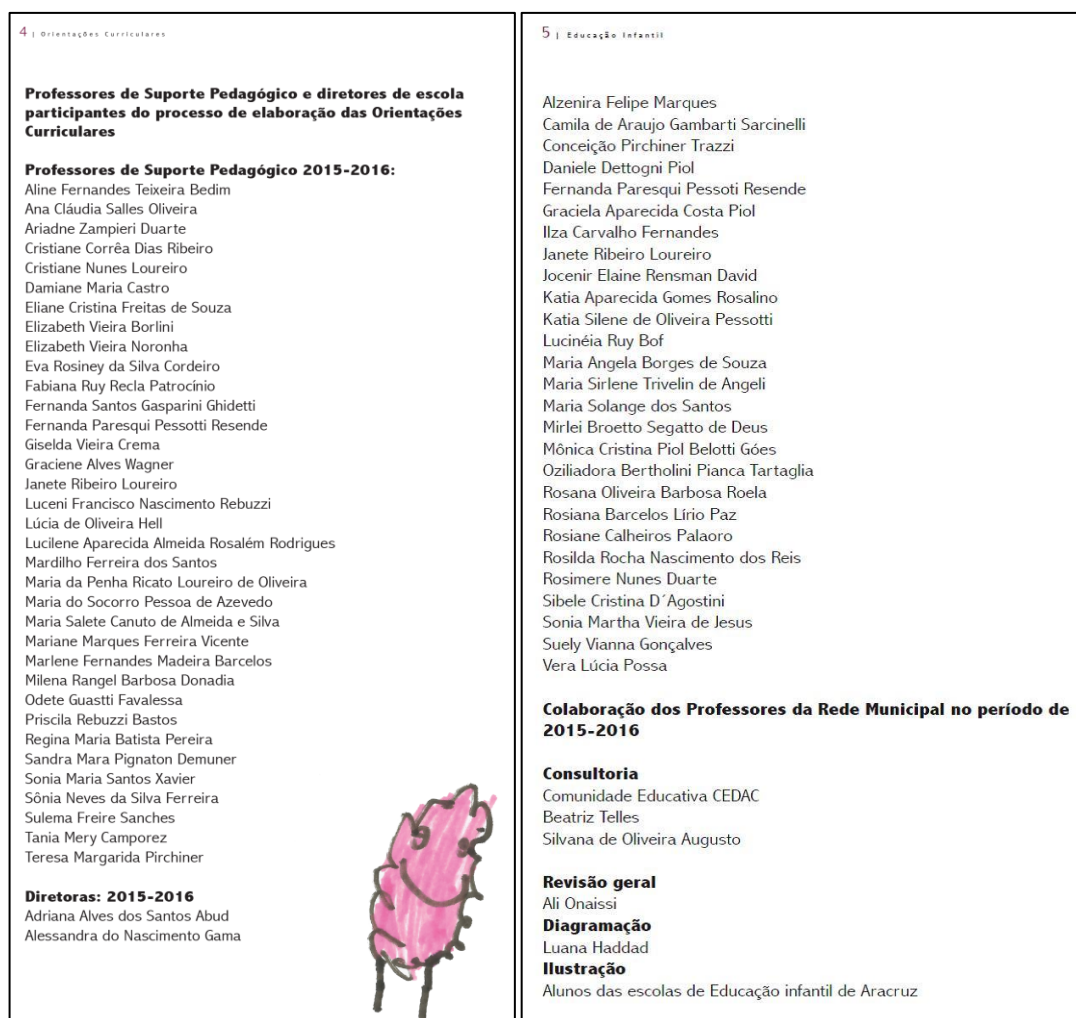 4 | Orientações Curriculares
Professores de Suporte Pedagógico e diretores de escola
participantes do processo de elaboração das Orientações
Curriculares
Professores de Suporte Pedagógico 2015-2016:
Aline Fernandes Teixeira Bedim
Ana Cláudia Salles Oliveira
Ariadne Zampieri Duarte
Cristiane Corrêa Dias Ribeiro
Cristiane Nunes Loureiro
Damiane Maria Castro
Eliane Cristina Freitas de Souza
Elizabeth Vieira Borlini
Elizabeth Vieira Noronha
Eva Rosiney da Silva Cordeiro
Fabiana Ruy Recla Patrocínio
Fernanda Santos Gasparini Ghidetti
Fernanda Paresqui Pessotti Resende
Giselda Vieira Crema
Graciene Alves Wagner
Janete Ribeiro Loureiro
Luceni Francisco Nascimento Rebuzzi
Lúcia de Oliveira Hell
Lucilene Aparecida Almeida Rosalém Rodrigues
Mardilho Ferreira dos Santos
Maria da Penha Ricato Loureiro de Oliveira
Maria do Socorro Pessoa de Azevedo
Maria Salete Canuto de Almeida e Silva
Mariane Marques Ferreira Vicente
Marlene Fernandes Madeira Barcelos
Milena Rangel Barbosa Donadia
Odete Guastti Favalessa
Priscila Rebuzzi Bastos
Regina Maria Batista Pereira
Sandra Mara Pignaton Demuner
Sonia Maria Santos Xavier
Sônia Neves da Silva Ferreira
Sulema Freire Sanches
Tania Mery Camporez
Teresa Margarida Pirchiner
Diretoras: 2015-2016
Adriana Alves dos Santos Abud
Alessandra do Nascimento Gama
5 | Educação Infantil
Alzenira Felipe Marques
Camila de Araujo Gambarti Sarcinelli
Conceição Pirchiner Trazzi
Daniele Dettogni Piol
Fernanda Paresqui Pessoti Resende
Graciela Aparecida Costa Piol
Ilza Carvalho Fernandes
Janete Ribeiro Loureiro
Jocenir Elaine Rensman David
Katia Aparecida Gomes Rosalino
Katia Silene de Oliveira Pessotti
Lucinéia Ruy Bof
Maria Angela Borges de Souza
Maria Sirlene Trivelin de Angeli
Maria Solange dos Santos
Mirlei Broetto Segatto de Deus
Mônica Cristina Piol Belotti Góes
Oziliadora Bertholini Pianca Tartaglia
Rosana Oliveira Barbosa Roela
Rosiana Barcelos Lírio Paz
Rosiane Calheiros Palaoro
Rosilda Rocha Nascimento dos Reis
Rosimere Nunes Duarte
Sibele Cristina D´Agostini
Sonia Martha Vieira de Jesus
Suely Vianna Gonçalves
Vera Lúcia Possa
Colaboração dos Professores da Rede Municipal no período de
2015-2016
Consultoria
Comunidade Educativa CEDAC
Beatriz Telles
Silvana de Oliveira Augusto
Revisão geral
Ali Onaissi
Diagramação
Luana Haddad
Ilustração
Alunos das escolas de Educação infantil de Aracruz